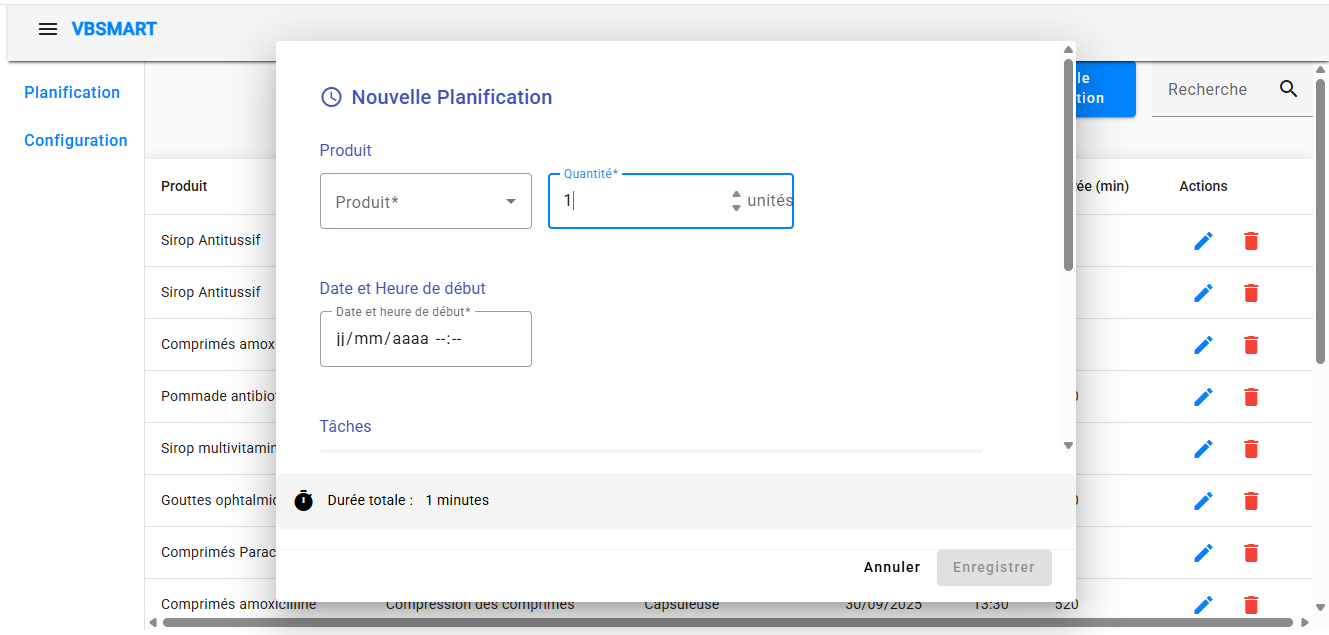 VBSMART
Planification
Configuration
le
tion
Recherche
Nouvelle Planification
Produit
Produit*
Quantité*
1
unités
Date et Heure de début
Date et heure de début*
jj/mm/aaaa --:--
Tâches
Durée totale : 1 minutes
Annuler
Enregistrer
Produit
ée (min)
Actions
Sirop Antitussif
Sirop Antitussif
Comprimés amox
Pommade antibio
Sirop multivitamin
Gouttes ophtalmic
Comprimés Parac
Comprimés amoxicilline Compression des comprimés Capsuleuse 30/09/2025 13:30 520